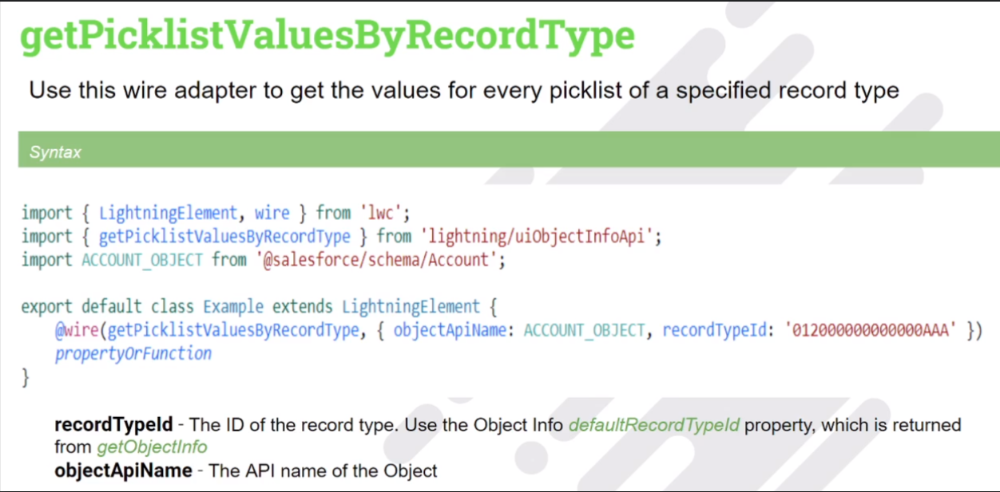 getPicklistValuesByRecordType
Use this wire adapter to get the values for every picklist of a specified record type
Syntax
import { LightningElement, wire } from 'lwc';
import { getPicklistValuesByRecordType } from 'lightning/uiObjectInfoApi';
import ACCOUNT_OBJECT from '@salesforce/schema/Account';
export default class Example extends LightningElement {
@wire(getPicklistValuesByRecordType, { objectApiName: ACCOUNT_OBJECT, recordTypeId: '012000000000000AAA' })
propertyOrFunction
}
recordTypeId - The ID of the record type. Use the Object Info defaultRecordTypeId property, which is returned
from getObjectInfo
objectApiName - The API name of the Object